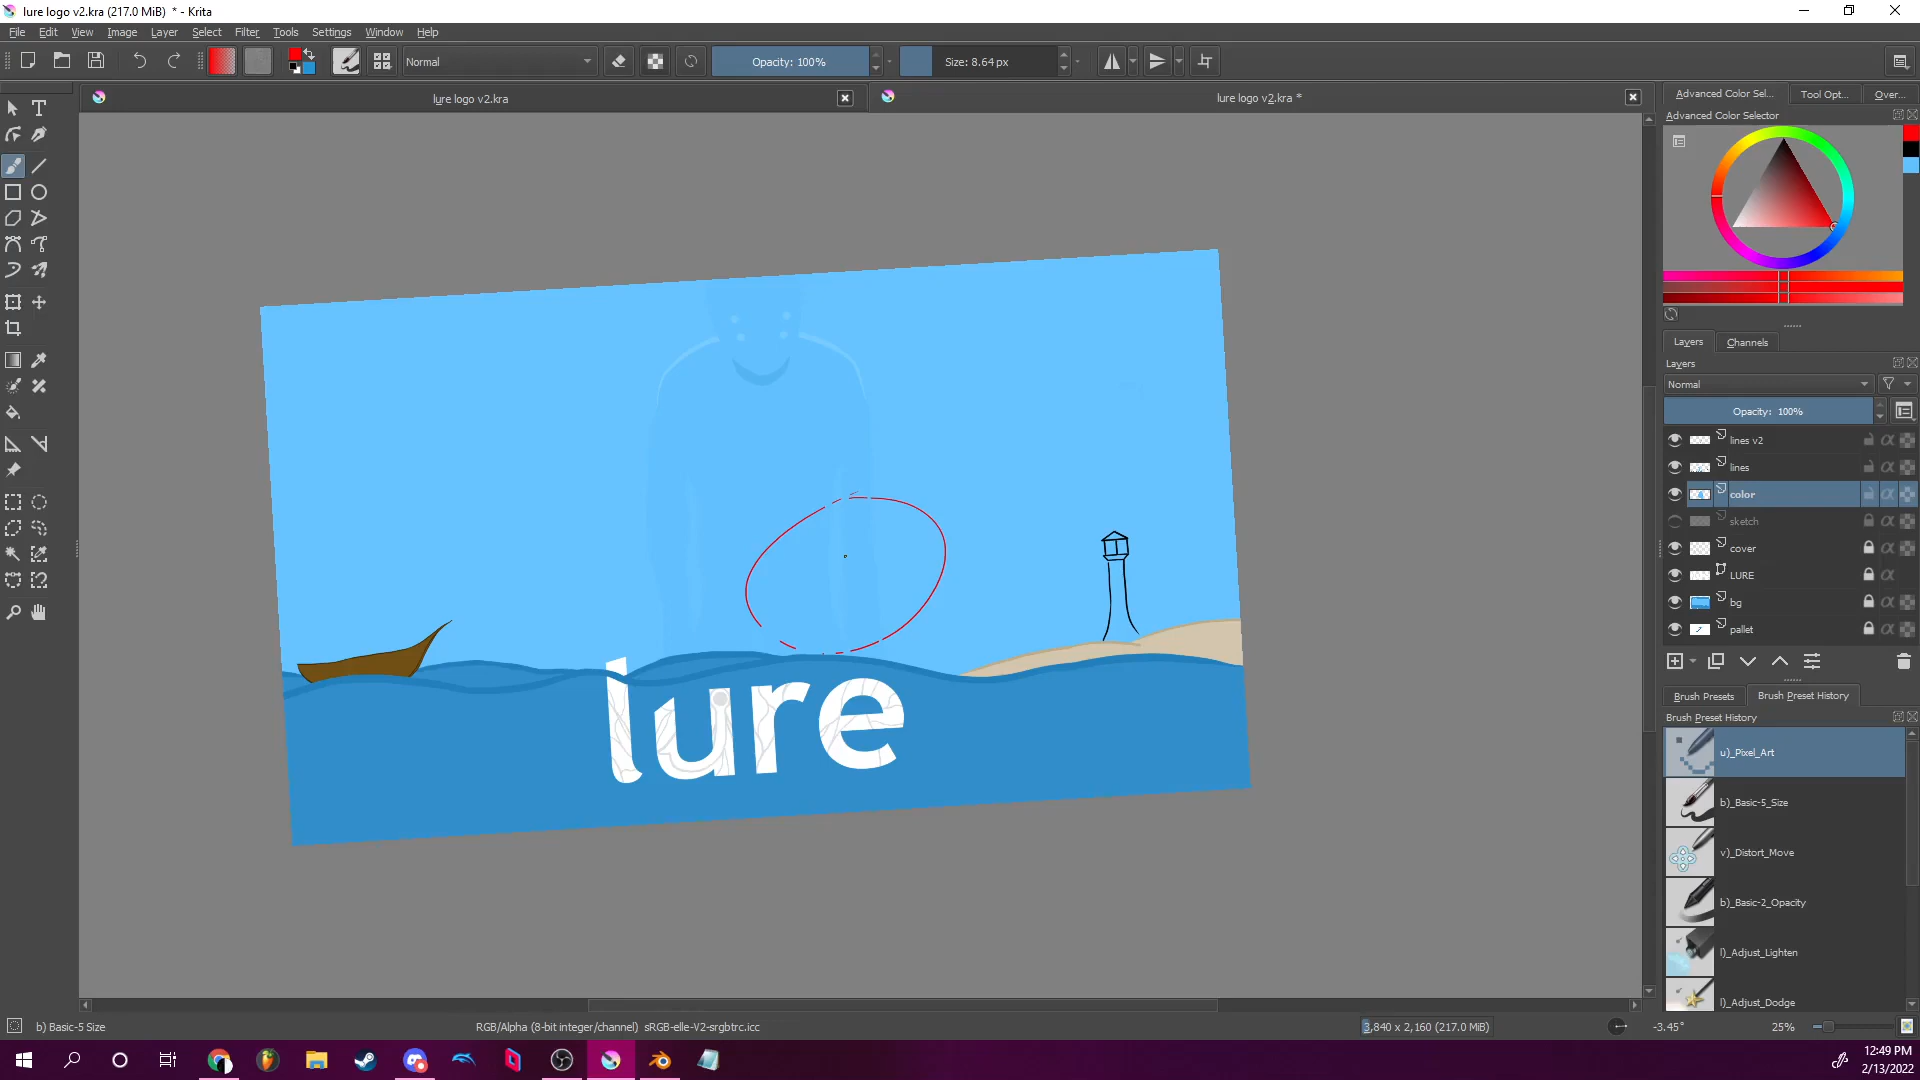 lure logo v2.kra (217.0 MiB) * - Krita
File Edit View Image Layer Select Filter Tools Settings Window Help
Normal
Opacity: 100%
Size: 8.64 px
lure logo v2.kra
lure logo v2.kra *
Advanced Color Sel...
Tool Opt...
Over...
Advanced Color Selector
Layers
Channels
Layers
Normal
Opacity: 100%
lines v2
lines
color
sketch
cover
LURE
bg
pallet
Brush Presets
Brush Preset History
Brush Preset History
u)_Pixel_Art
b)_Basic-5_Size
v)_Distort_Move
b)_Basic-2_Opacity
l)_Adjust_Lighten
l)_Adjust_Dodge
lure
b) Basic-5 Size
RGB/Alpha (8-bit integer/channel) sRGB-elle-V2-srgbtrc.icc
3,840 x 2,160 (217.0 MiB)
-3.45°
25%
12:49 PM
2/13/2022